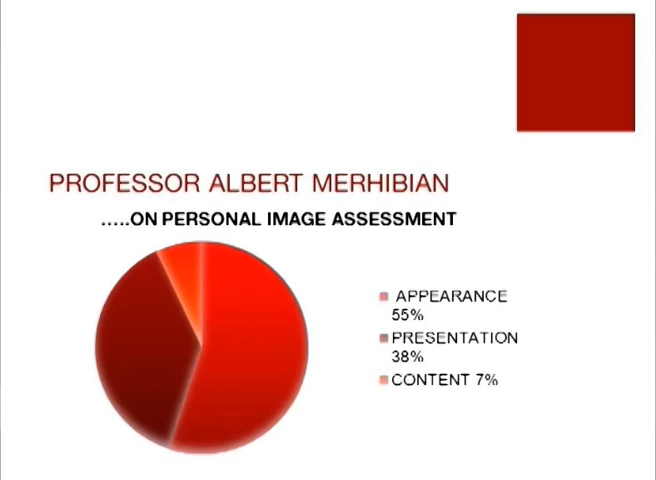 PROFESSOR ALBERT MERHIBIAN
.....ON PERSONAL IMAGE ASSESSMENT
APPEARANCE
55%
PRESENTATION
38%
CONTENT 7%